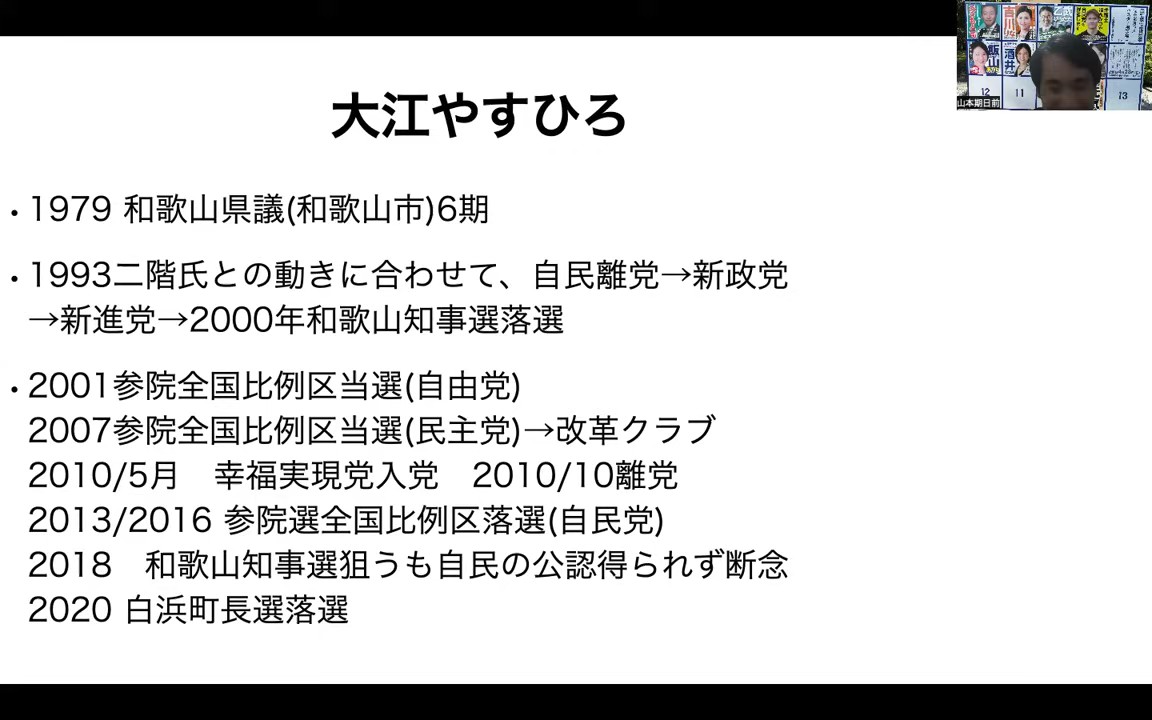 大江やすひろ
・1979 和歌山県議(和歌山市)6期
・1993二階氏との動きに合わせて、自民離党→新政党
→新進党→2000年和歌山知事選落選
・2001参院全国比例区当選(自由党)
2007参院全国比例区当選(民主党)→改革クラブ
2010/5月　幸福実現党入党　2010/10離党
2013/2016 参院選全国比例区落選(自民党)
2018　和歌山知事選狙うも自民の公認得られず断念
2020 白浜町長選落選
乙武
酒井
12
11
13
山本期日前